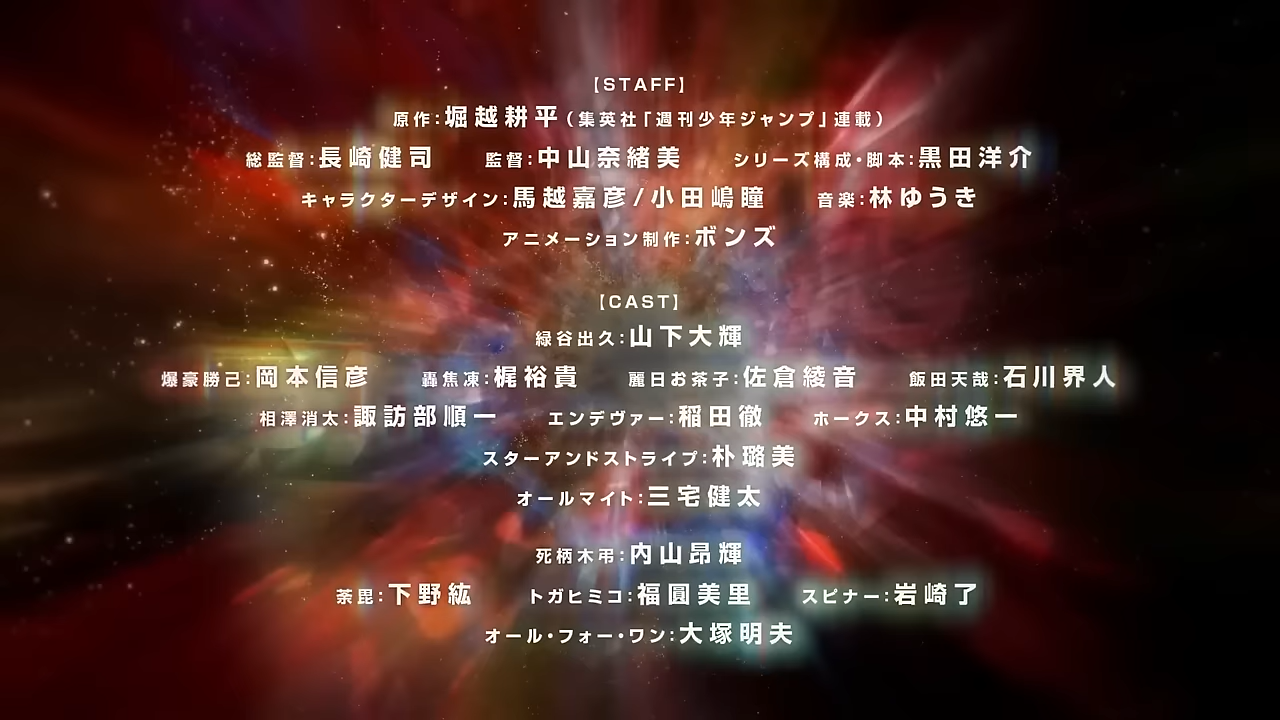 【STAFF】
原作:堀越耕平(集英社「週刊少年ジャンプ」連載)
総監督:長崎健司 監督:中山奈緒美 シリーズ構成・脚本:黒田洋介
キャラクターデザイン:馬越嘉彦/小田嶋瞳 音楽:林ゆうき
アニメーション制作:ボンズ
【CAST】
緑谷出久:山下大輝
爆豪勝己:岡本信彦 轟焦凍:梶裕貴 麗日お茶子:佐倉綾音 飯田天哉:石川界人
相澤消太:諏訪部順一 エンデヴァー:稲田徹 ホークス:中村悠一
スターアンドストライプ:朴璐美
オールマイト:三宅健太
死柄木弔:内山昂輝
荼毘:下野紘 トガヒミコ:福圓美里 スピナー:岩崎了
オール・フォー・ワン:大塚明夫